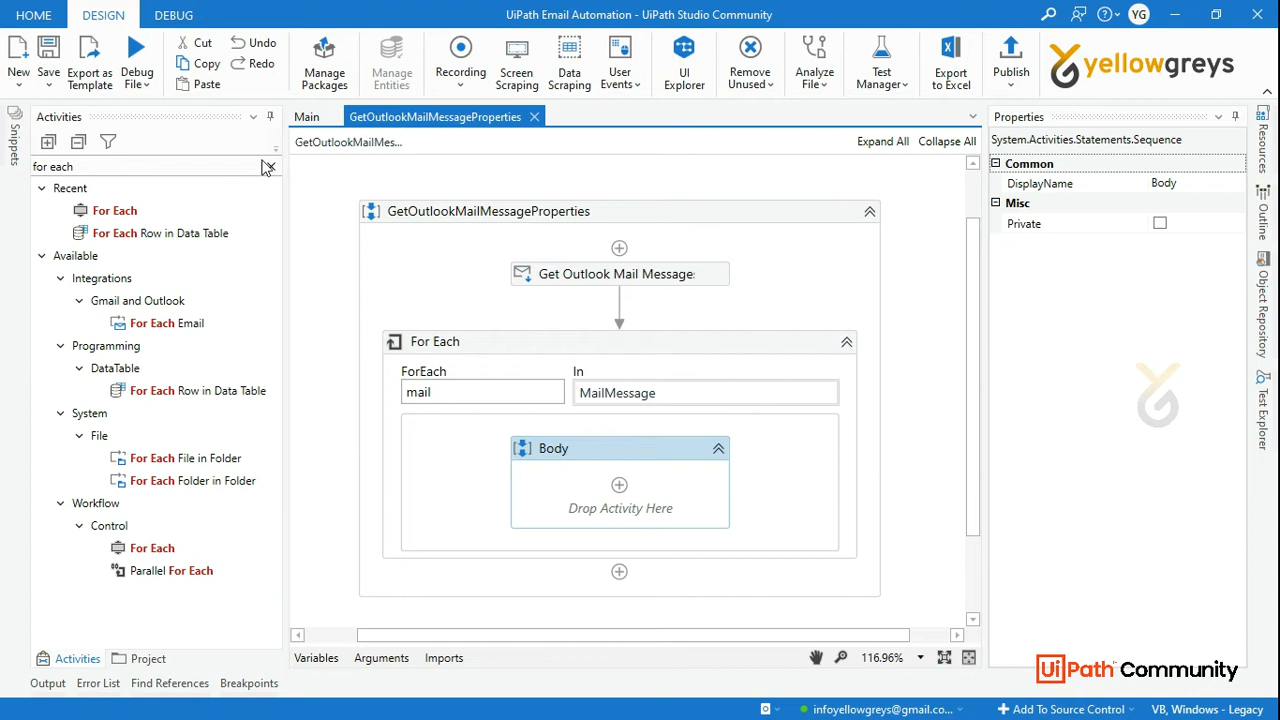 HOME DESIGN DEBUG UiPath Email Automation - UiPath Studio Community YG
New Save Export as Template Debug File Cut Copy Paste Undo Redo Manage Packages Manage Entities Recording Screen Scraping Data Scraping User Events UI Explorer Remove Unused Analyze File Test Manager Export to Excel Publish yellowgreys
Snippets
Activities
for each
Recent
For Each
For Each Row in Data Table
Available
Integrations
Gmail and Outlook
For Each Email
Programming
DataTable
For Each Row in Data Table
System
File
For Each File in Folder
For Each Folder in Folder
Workflow
Control
For Each
Parallel For Each
Activities Project
Main GetOutlookMailMessageProperties
GetOutlookMailMes... Expand All Collapse All
GetOutlookMailMessageProperties
Get Outlook Mail Message
For Each
ForEach In
mail MailMessage
Body
Drop Activity Here
Variables Arguments Imports 116.96%
Properties
System.Activities.Statements.Sequence
Common
DisplayName Body
Misc
Private
Resources
Outline
Object Repository
Test Explorer
UiPath Community
Output Error List Find References Breakpoints
infoyellowgreys@gmail.co... Add To Source Control VB, Windows - Legacy